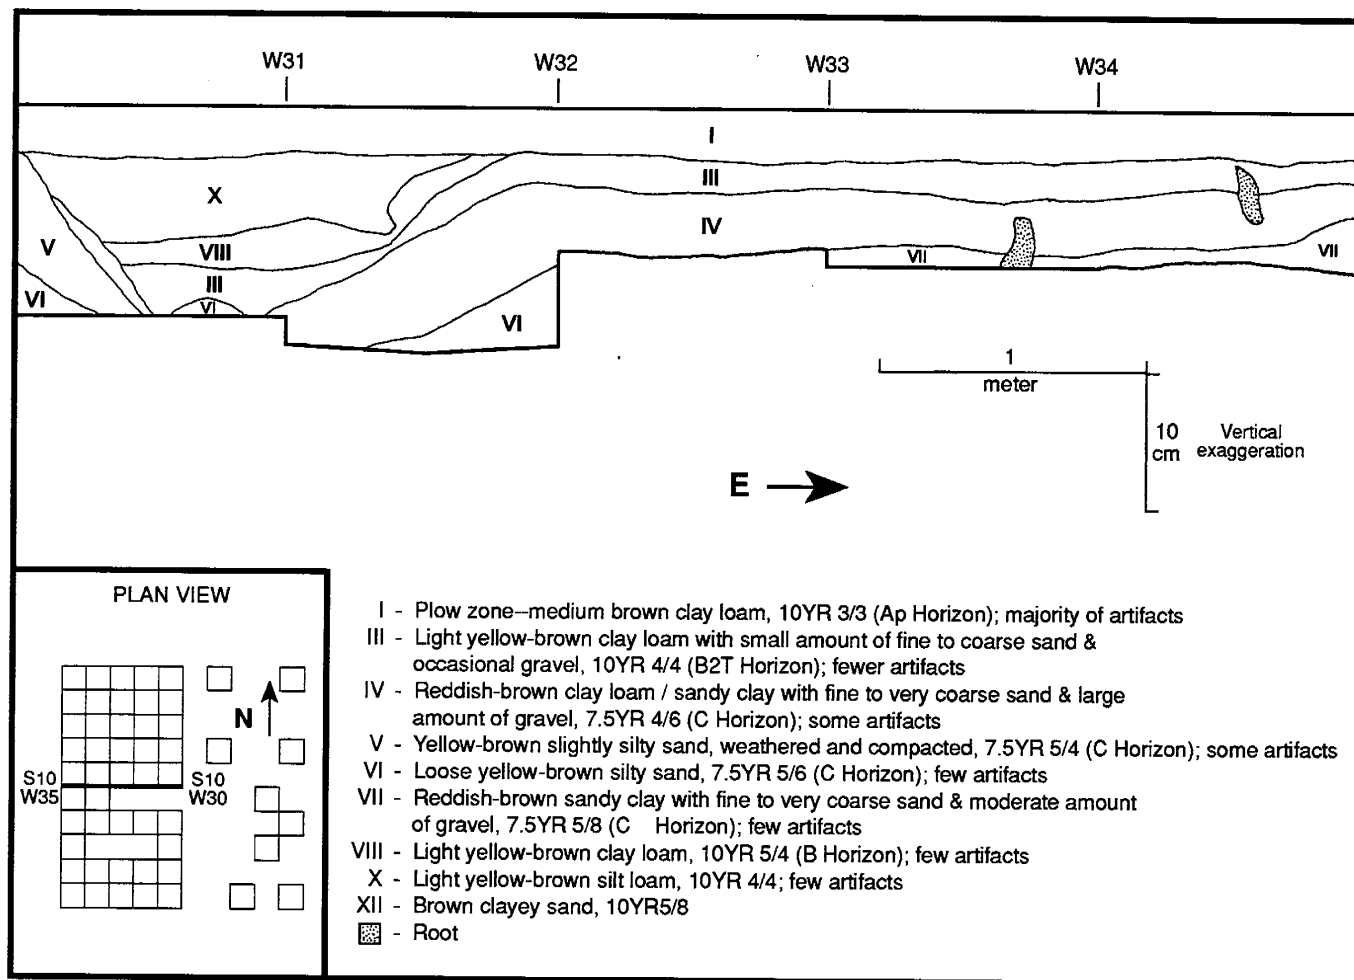 W31 W32 W33 W34
I
III
X
IV
V
VIII
VII
VII
III
VI
VI
VI
1
meter
10
cm
Vertical
exaggeration
E
PLAN VIEW
N
S10
W35
S10
W30
I - Plow zone--medium brown clay loam, 10YR 3/3 (Ap Horizon); majority of artifacts
III - Light yellow-brown clay loam with small amount of fine to coarse sand &
occasional gravel, 10YR 4/4 (B2T Horizon); fewer artifacts
IV - Reddish-brown clay loam / sandy clay with fine to very coarse sand & large
amount of gravel, 7.5YR 4/6 (C Horizon); some artifacts
V - Yellow-brown slightly silty sand, weathered and compacted, 7.5YR 5/4 (C Horizon); some artifacts
VI - Loose yellow-brown silty sand, 7.5YR 5/6 (C Horizon); few artifacts
VII - Reddish-brown sandy clay with fine to very coarse sand & moderate amount
of gravel, 7.5YR 5/8 (C Horizon); few artifacts
VIII - Light yellow-brown clay loam, 10YR 5/4 (B Horizon); few artifacts
X - Light yellow-brown silt loam, 10YR 4/4; few artifacts
XII - Brown clayey sand, 10YR5/8
- Root